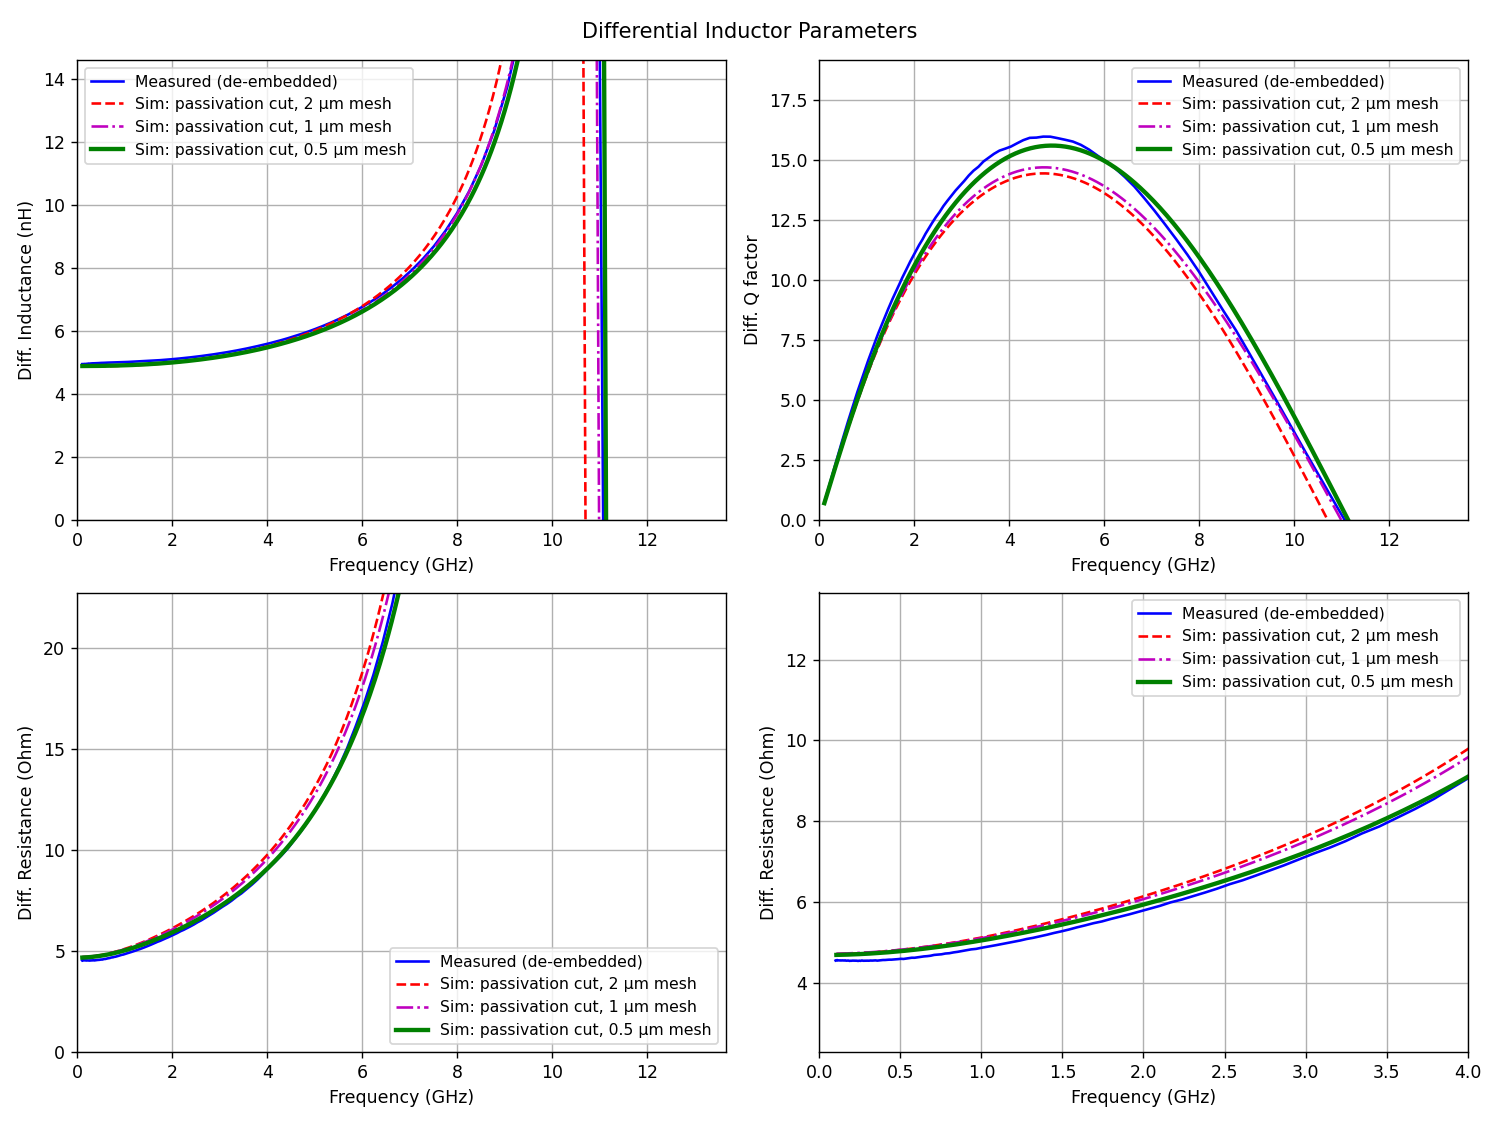 Differential Inductor Parameters
Diff. Inductance (nH)
14
12
10
8
6
4
2
0
Measured (de-embedded)
Sim: passivation cut, 2 µm mesh
Sim: passivation cut, 1 µm mesh
Sim: passivation cut, 0.5 µm mesh
0 2 4 6 8 10 12
Frequency (GHz)
Diff. Q factor
17.5
15.0
12.5
10.0
7.5
5.0
2.5
0.0
Measured (de-embedded)
Sim: passivation cut, 2 µm mesh
Sim: passivation cut, 1 µm mesh
Sim: passivation cut, 0.5 µm mesh
0 2 4 6 8 10 12
Frequency (GHz)
Diff. Resistance (Ohm)
20
15
10
5
0
Measured (de-embedded)
Sim: passivation cut, 2 µm mesh
Sim: passivation cut, 1 µm mesh
Sim: passivation cut, 0.5 µm mesh
0 2 4 6 8 10 12
Frequency (GHz)
Diff. Resistance (Ohm)
12
10
8
6
4
Measured (de-embedded)
Sim: passivation cut, 2 µm mesh
Sim: passivation cut, 1 µm mesh
Sim: passivation cut, 0.5 µm mesh
0.0 0.5 1.0 1.5 2.0 2.5 3.0 3.5 4.0
Frequency (GHz)